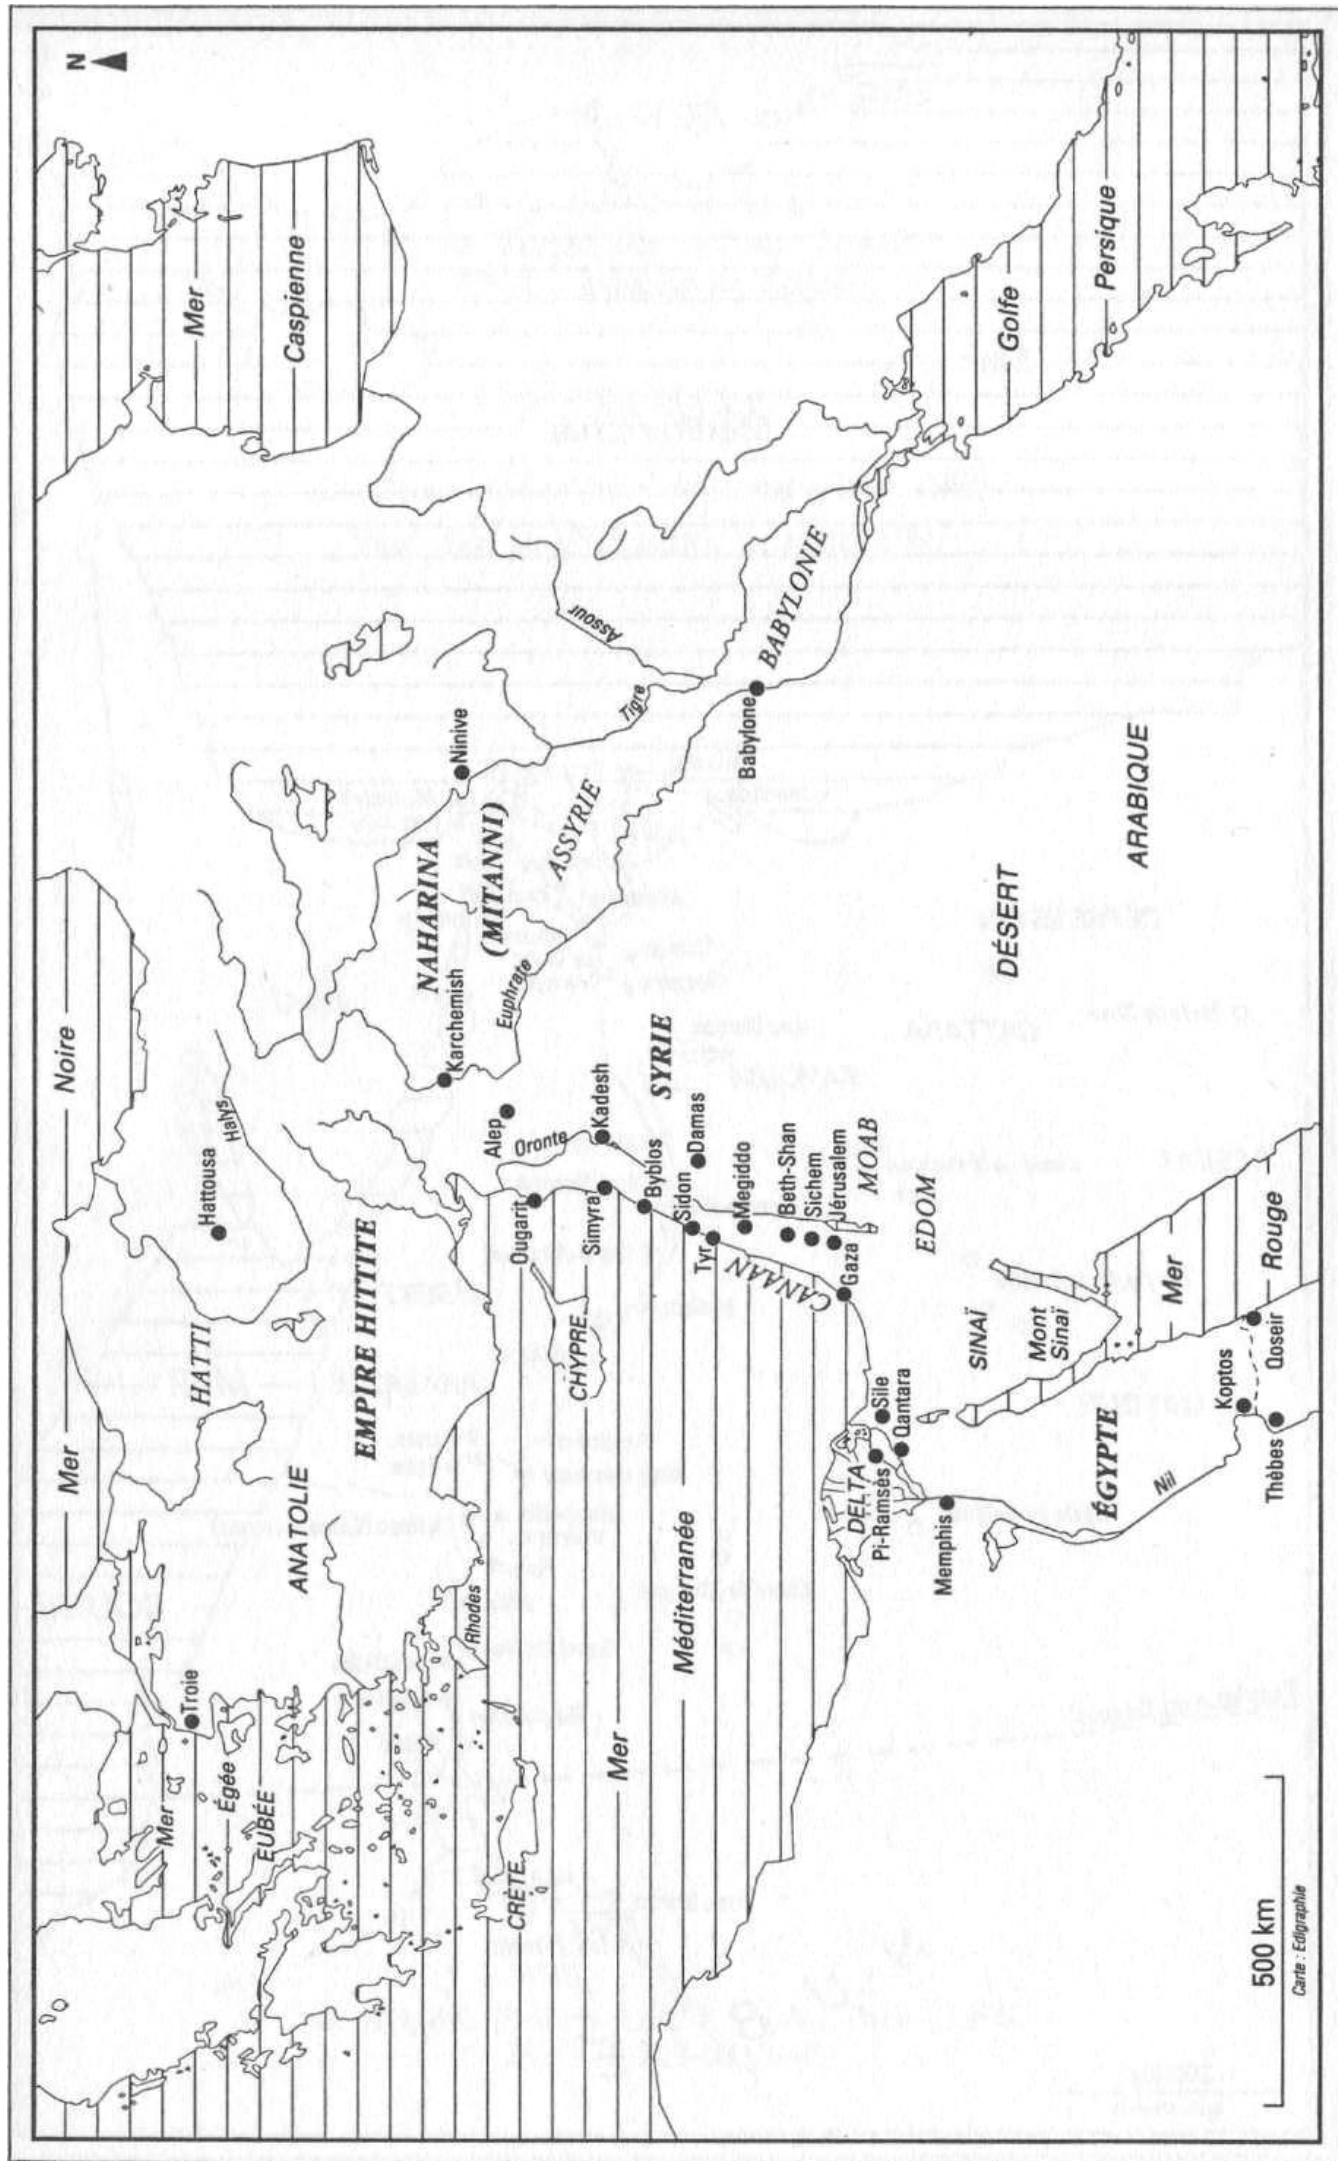 N
Mer Noire
Mer
Caspienne
Hattousa
Halys
HATTI
ANATOLIE
EMPIRE HITTITE
Troie
Mer
Égée
EUBÉE
Rhodes
CRÈTE
NAHARINA
(MITANNI)
Ninive
Karchemish
ASSYRIE
Assour
Tigre
Euphrate
Alep
Oronte
Ougarit
Kadesh
Simyra
CHYPRE
SYRIE
Byblos
Damas
Sidon
Tyr
Megiddo
CANAAN
Beth-Shan
Sichem
Jérusalem
Gaza
MOAB
EDOM
Babylone
BABYLONIE
Golfe
Persique
Mer Méditerranée
DÉSERT
ARABIQUE
DELTA
Sile
Pi-Ramsès
Qantara
Memphis
SINAÏ
Mont
Sinaï
ÉGYPTE
Nil
Mer
Rouge
Koptos
Qoseir
Thèbes
500 km
Carte : Edigraphie